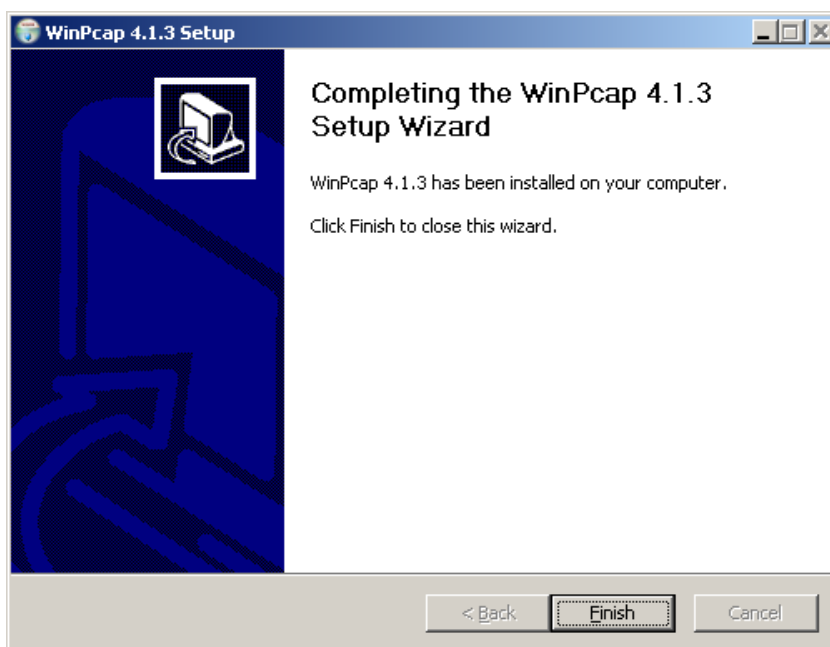 WinPcap 4.1.3 Setup
Completing the WinPcap 4.1.3
Setup Wizard
WinPcap 4.1.3 has been installed on your computer.
Click Finish to close this wizard.
< Back Finish Cancel